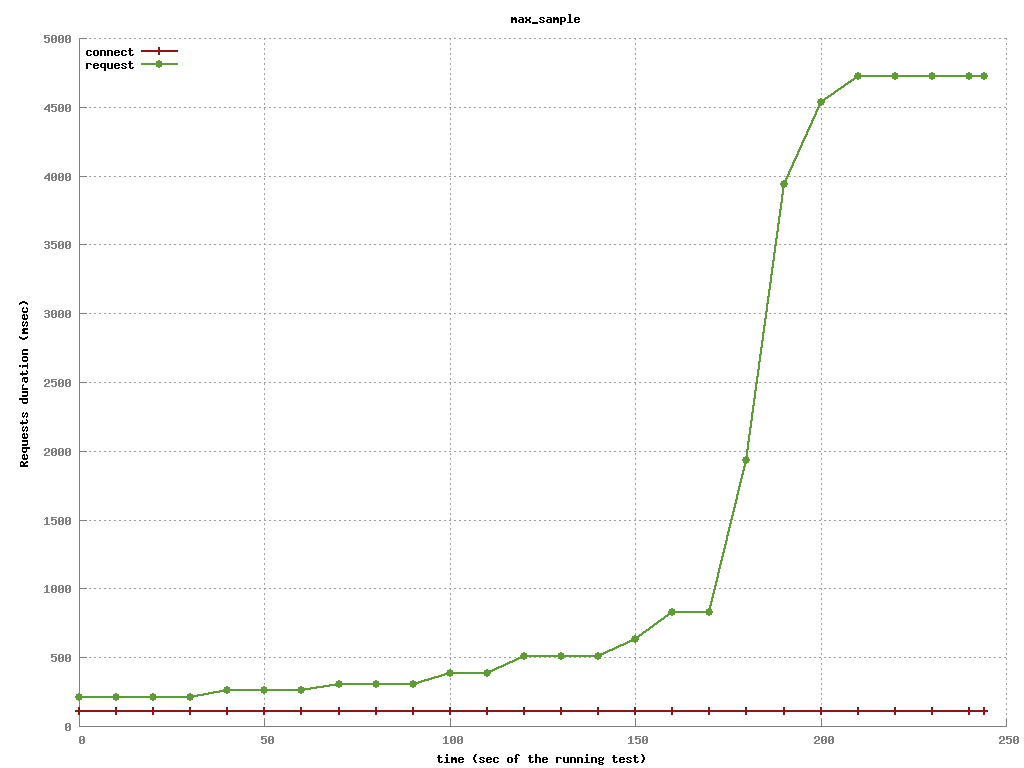 max_sample
connect
request
5000
4500
4000
3500
3000
2500
2000
1500
1000
500
0
Requests duration (msec)
0 50 100 150 200 250
time (sec of the running test)